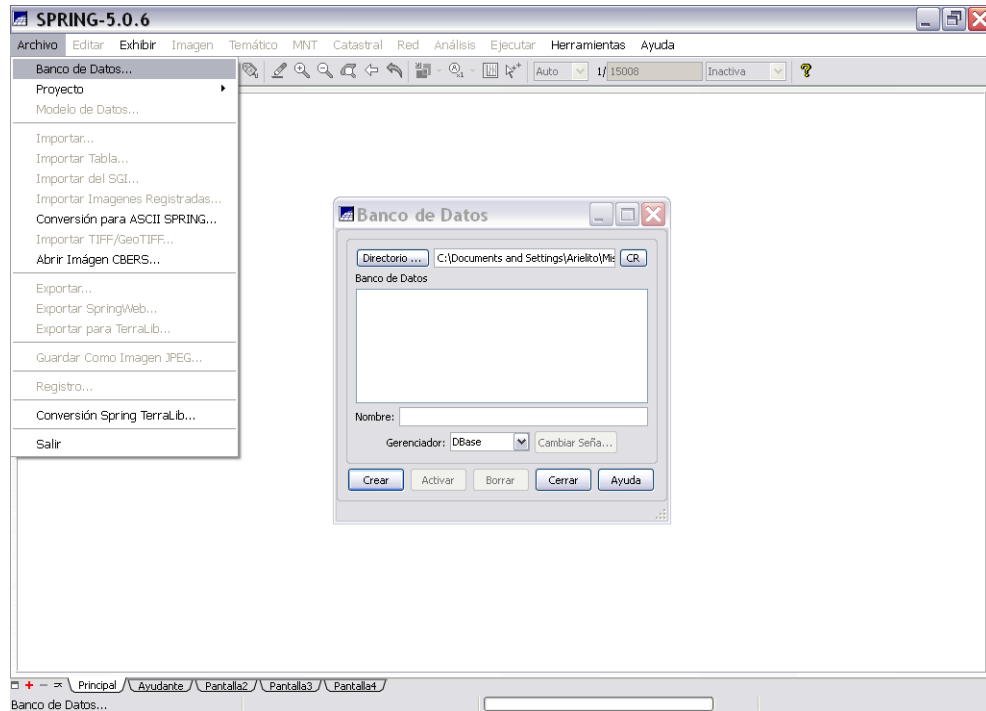 SPRING-5.0.6
Archivo Editar Exhibir Imagen Temático MNT Catastral Red Análisis Ejecutar Herramientas Ayuda
Auto 1/ 15008 Inactiva
Banco de Datos...
Proyecto
Modelo de Datos...
Importar...
Importar Tabla...
Importar del SGI...
Importar Imagenes Registradas...
Conversión para ASCII SPRING...
Importar TIFF/GeoTIFF...
Abrir Imágen CBERS...
Exportar...
Exportar SpringWeb...
Exportar para TerraLib...
Guardar Como Imagen JPEG...
Registro...
Conversión Spring TerraLib...
Salir
Banco de Datos
Directorio ... C:\Documents and Settings\Arielito\Mis CR
Banco de Datos
Nombre:
Gerenciador: DBase Cambiar Seña...
Crear Activar Borrar Cerrar Ayuda
Principal Ayudante Pantalla2 Pantalla3 Pantalla4
Banco de Datos...